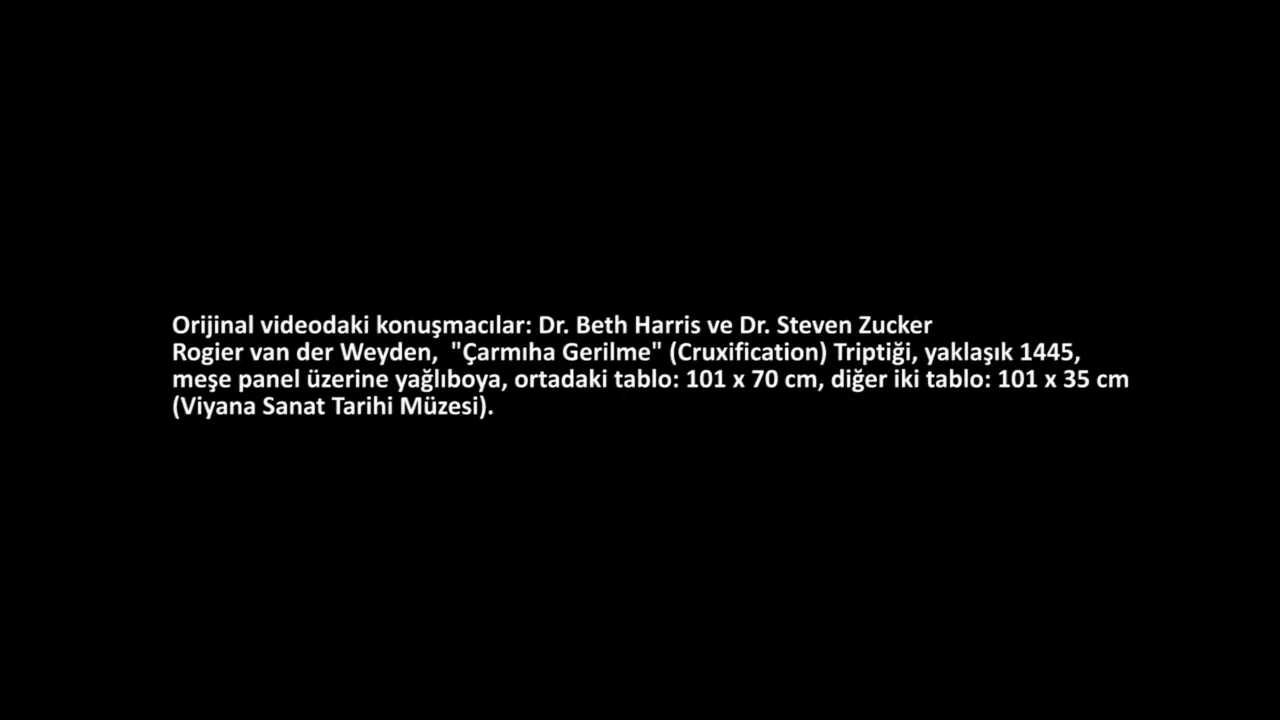 Orijinal videodaki konuşmacılar: Dr. Beth Harris ve Dr. Steven Zucker
Rogier van der Weyden,  "Çarmıha Gerilme" (Cruxification) Triptiği, yaklaşık 1445,
meşe panel üzerine yağlıboya, ortadaki tablo: 101 x 70 cm, diğer iki tablo: 101 x 35 cm
(Viyana Sanat Tarihi Müzesi).